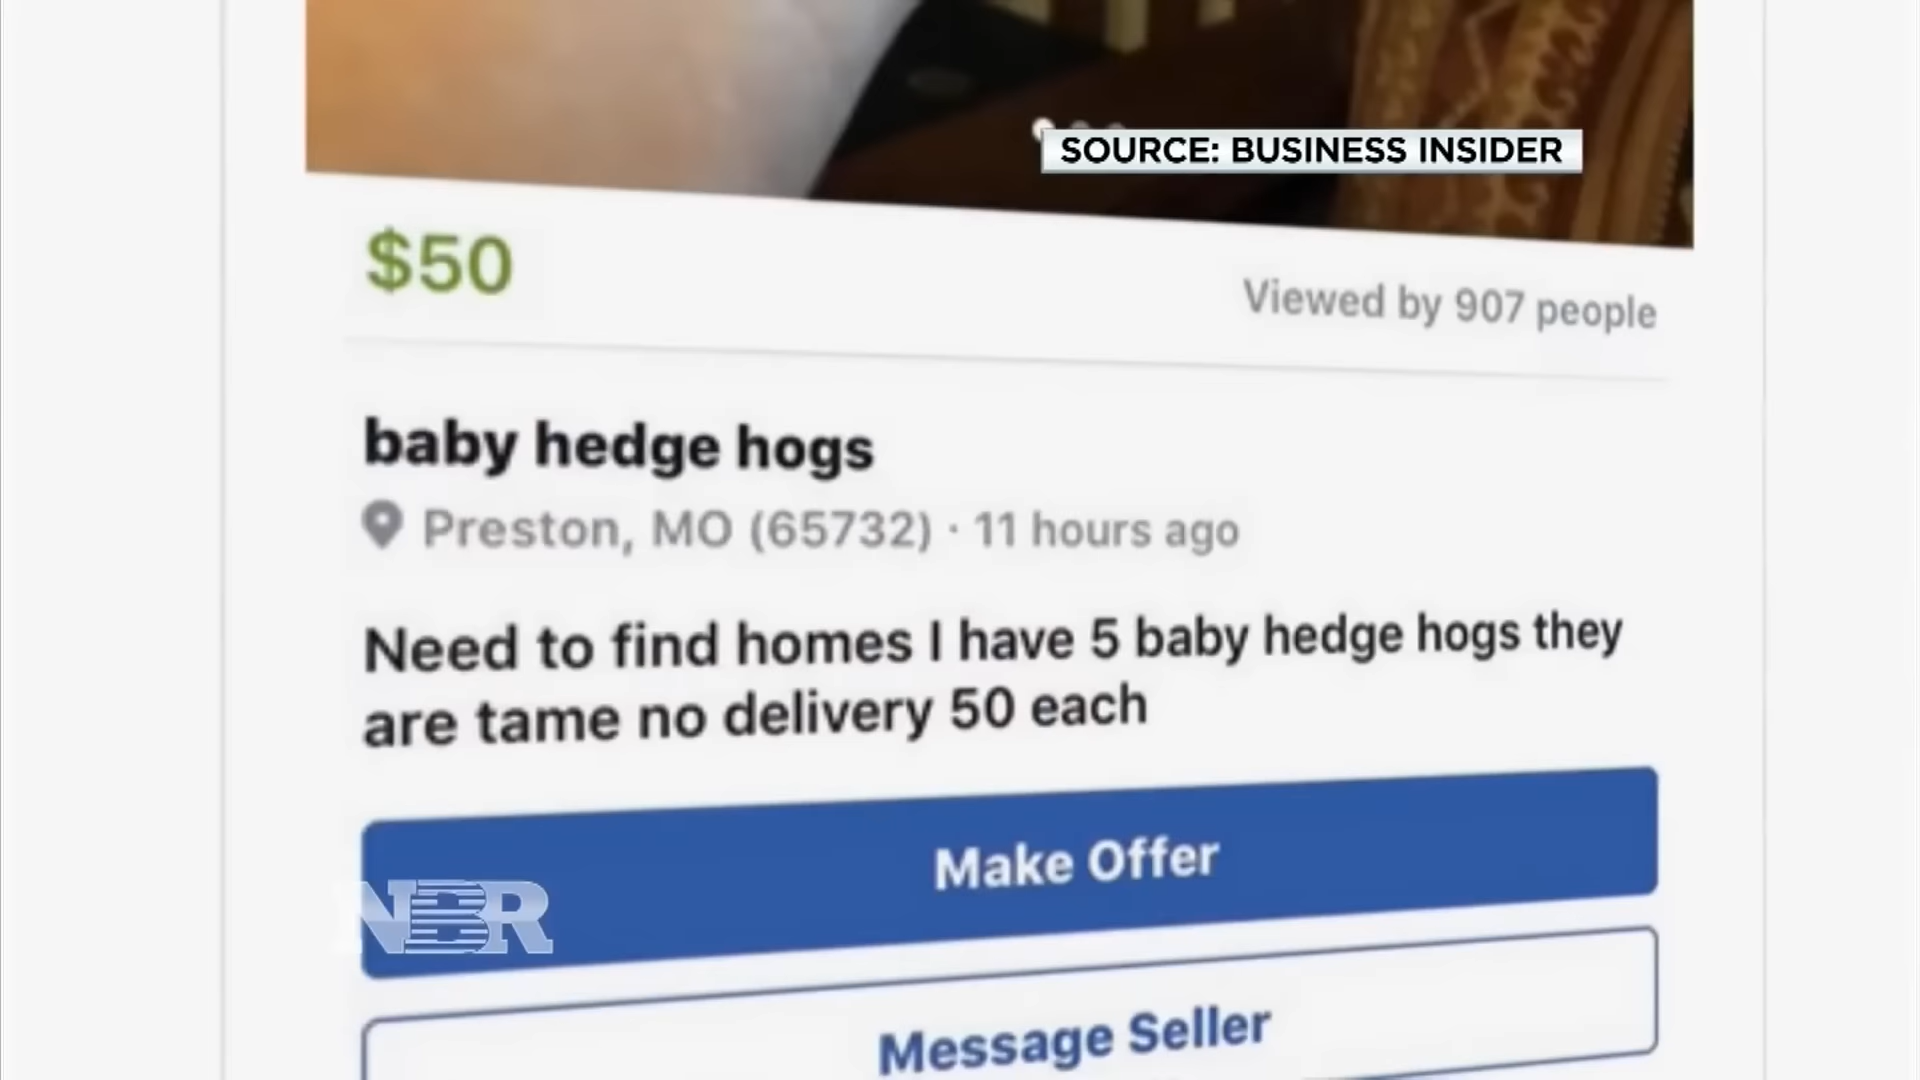 SOURCE: BUSINESS INSIDER
$50
Viewed by 907 people
baby hedge hogs
Preston, MO (65732) · 11 hours ago
Need to find homes I have 5 baby hedge hogs they
are tame no delivery 50 each
Make Offer
NBR
Message Seller